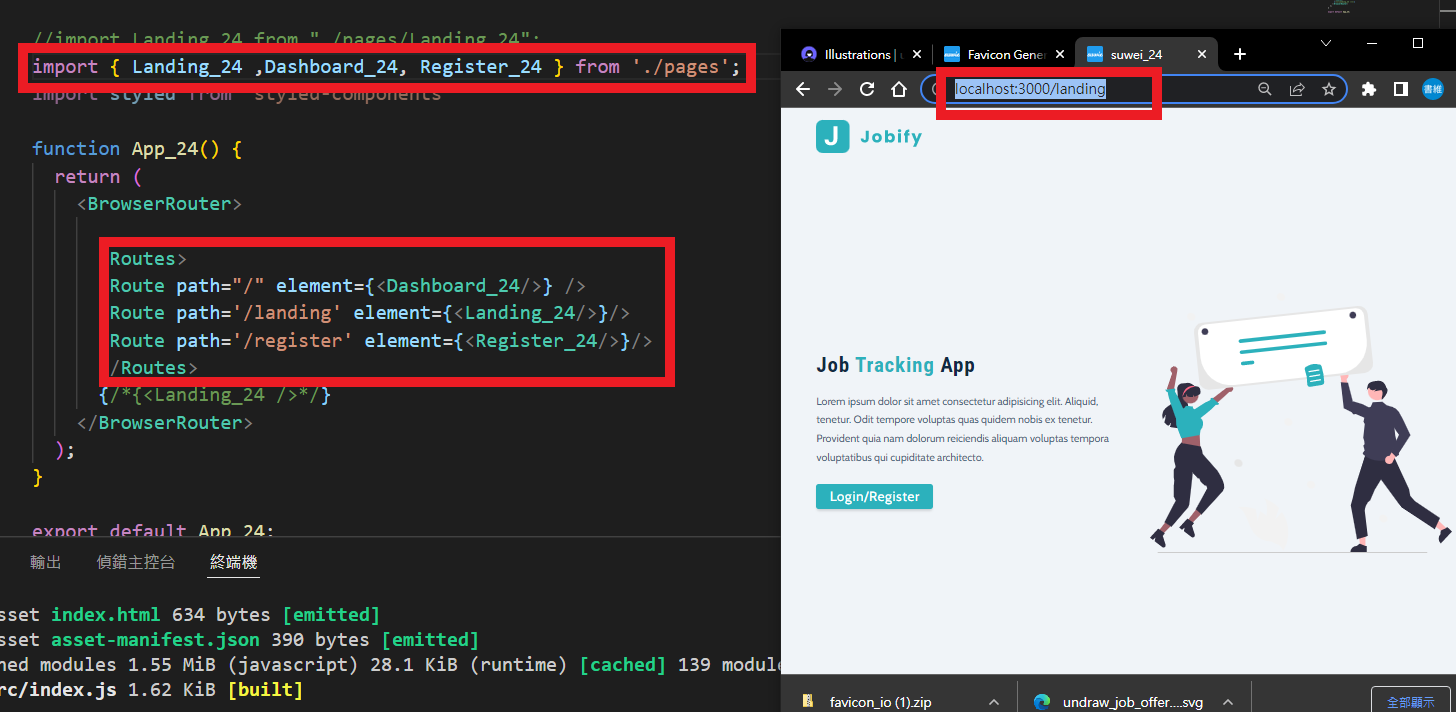 //import Landing_24 from "./pages/Landing_24";
import { Landing_24 ,Dashboard_24, Register_24 } from './pages';
import styled from 'styled-components'
function App_24() {
return (
<BrowserRouter>
Routes>
Route path="/" element={<Dashboard_24/>} />
Route path='/landing' element={<Landing_24/>}/>
Route path='/register' element={<Register_24/>}/>
/Routes>
{/*{<Landing_24 />*/}
</BrowserRouter>
);
}
export default App_24;
輸出 偵錯主控台 終端機
sset index.html 634 bytes [emitted]
sset asset-manifest.json 390 bytes [emitted]
hed modules 1.55 MiB (javascript) 28.1 KiB (runtime) [cached] 139 module
rc/index.js 1.62 KiB [built]
Illustrations |
Favicon Gene
suwei_24
localhost:3000/landing
書維
J Jobify
Job Tracking App
Lorem ipsum dolor sit amet consectetur adipisicing elit. Aliquid,
tenetur. Odit tempore voluptas quas quidem nobis ex tenetur.
Provident quia nam dolorum reiciendis aliquam voluptas tempora
voluptatibus qui cupiditate architecto.
Login/Register
favicon_io (1).zip
undraw_job_offer....svg
全部顯示